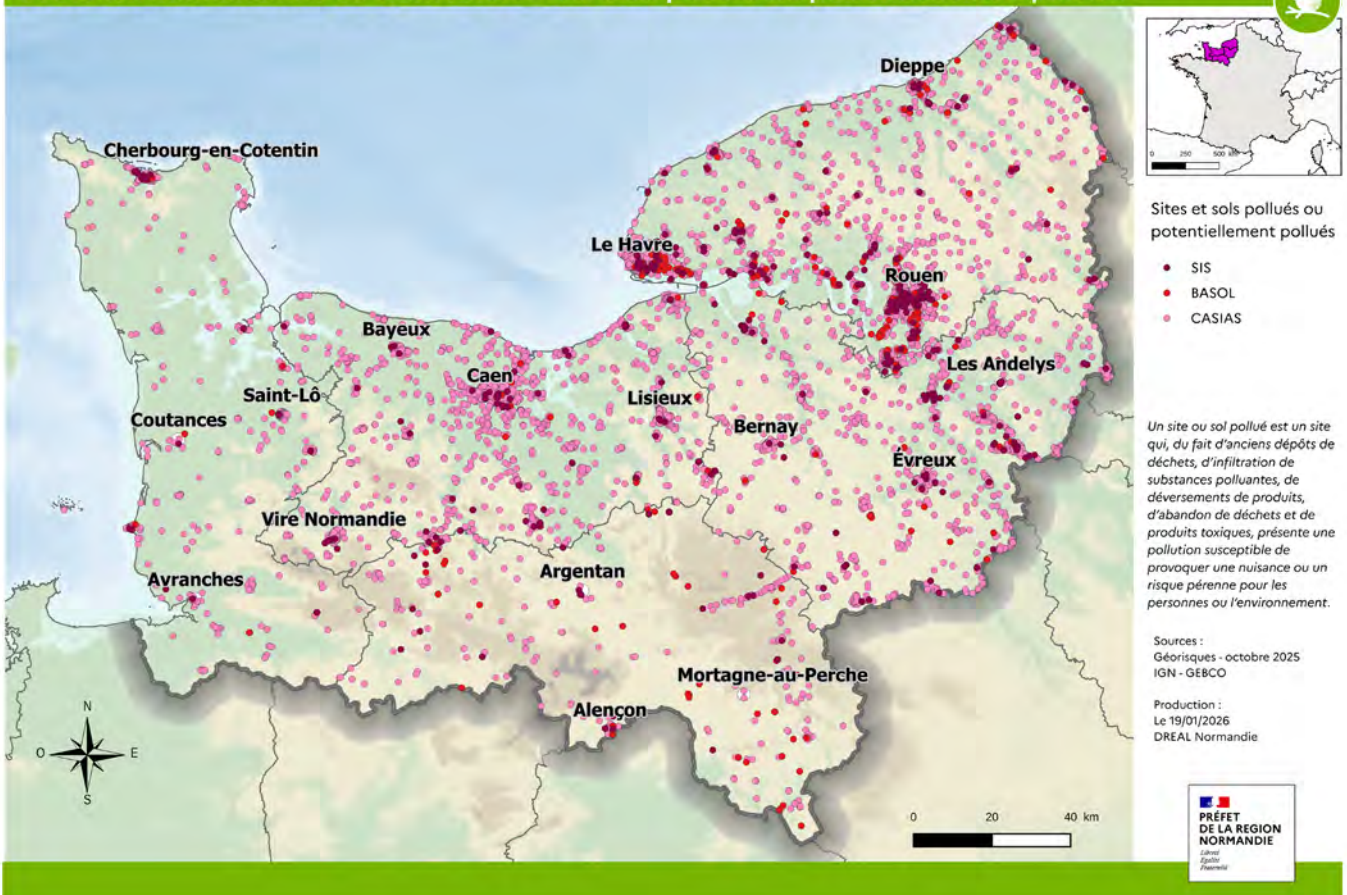 Dieppe
Cherbourg-en-Cotentin
Le Havre
Rouen
Bayeux
Les Andelys
Caen
Saint-Lô
Lisieux
Coutances
Bernay
Évreux
Vire Normandie
Argentan
Avranches
Mortagne-au-Perche
Alençon
N
O
E
S
0
20
40 km
0
250
500 km
Sites et sols pollués ou
potentiellement pollués
SIS
BASOL
CASIAS
Un site ou sol pollué est un site
qui, du fait d'anciens dépôts de
déchets, d'infiltration de
substances polluantes, de
déversements de produits,
d'abandon de déchets et de
produits toxiques, présente une
pollution susceptible de
provoquer une nuisance ou un
risque pérenne pour les
personnes ou l'environnement.
Sources :
Géorisques - octobre 2025
IGN - GEBCO
Production :
Le 19/01/2026
DREAL Normandie
PRÉFET
DE LA REGION
NORMANDIE
Liberté
Égalité
Fraternité